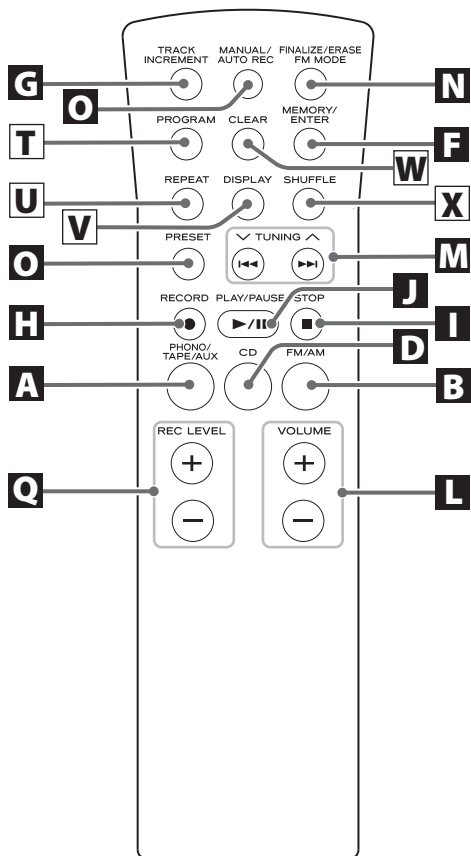 TRACK INCREMENT
MANUAL/ AUTO REC
FINALIZE/ERASE FM MODE
G
O
N
PROGRAM
CLEAR
MEMORY/ ENTER
T
W
F
REPEAT
DISPLAY
SHUFFLE
U
V
X
PRESET
TUNING
O
M
RECORD
PLAY/PAUSE
STOP
J
H
I
PHONO/ TAPE/AUX
CD
FM/AM
D
A
B
REC LEVEL
VOLUME
+
+
Q
L
−
−